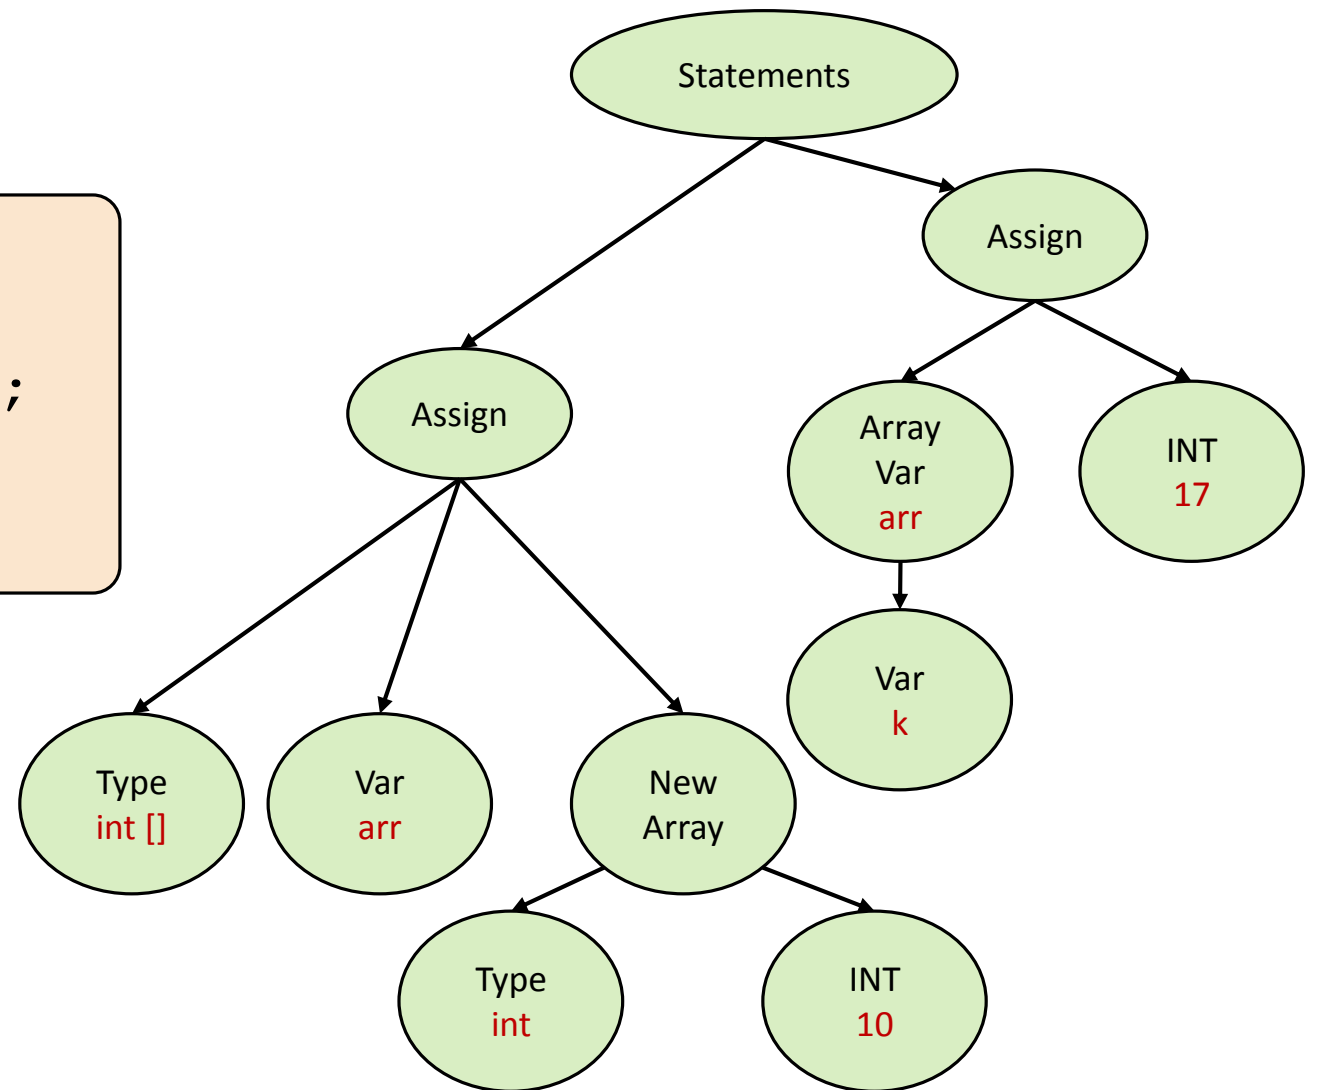 Statements
Assign
;
Assign
Array
Var
arr
INT
17
Var
k
Type
int []
Var
arr
New
Array
Type
int
INT
10